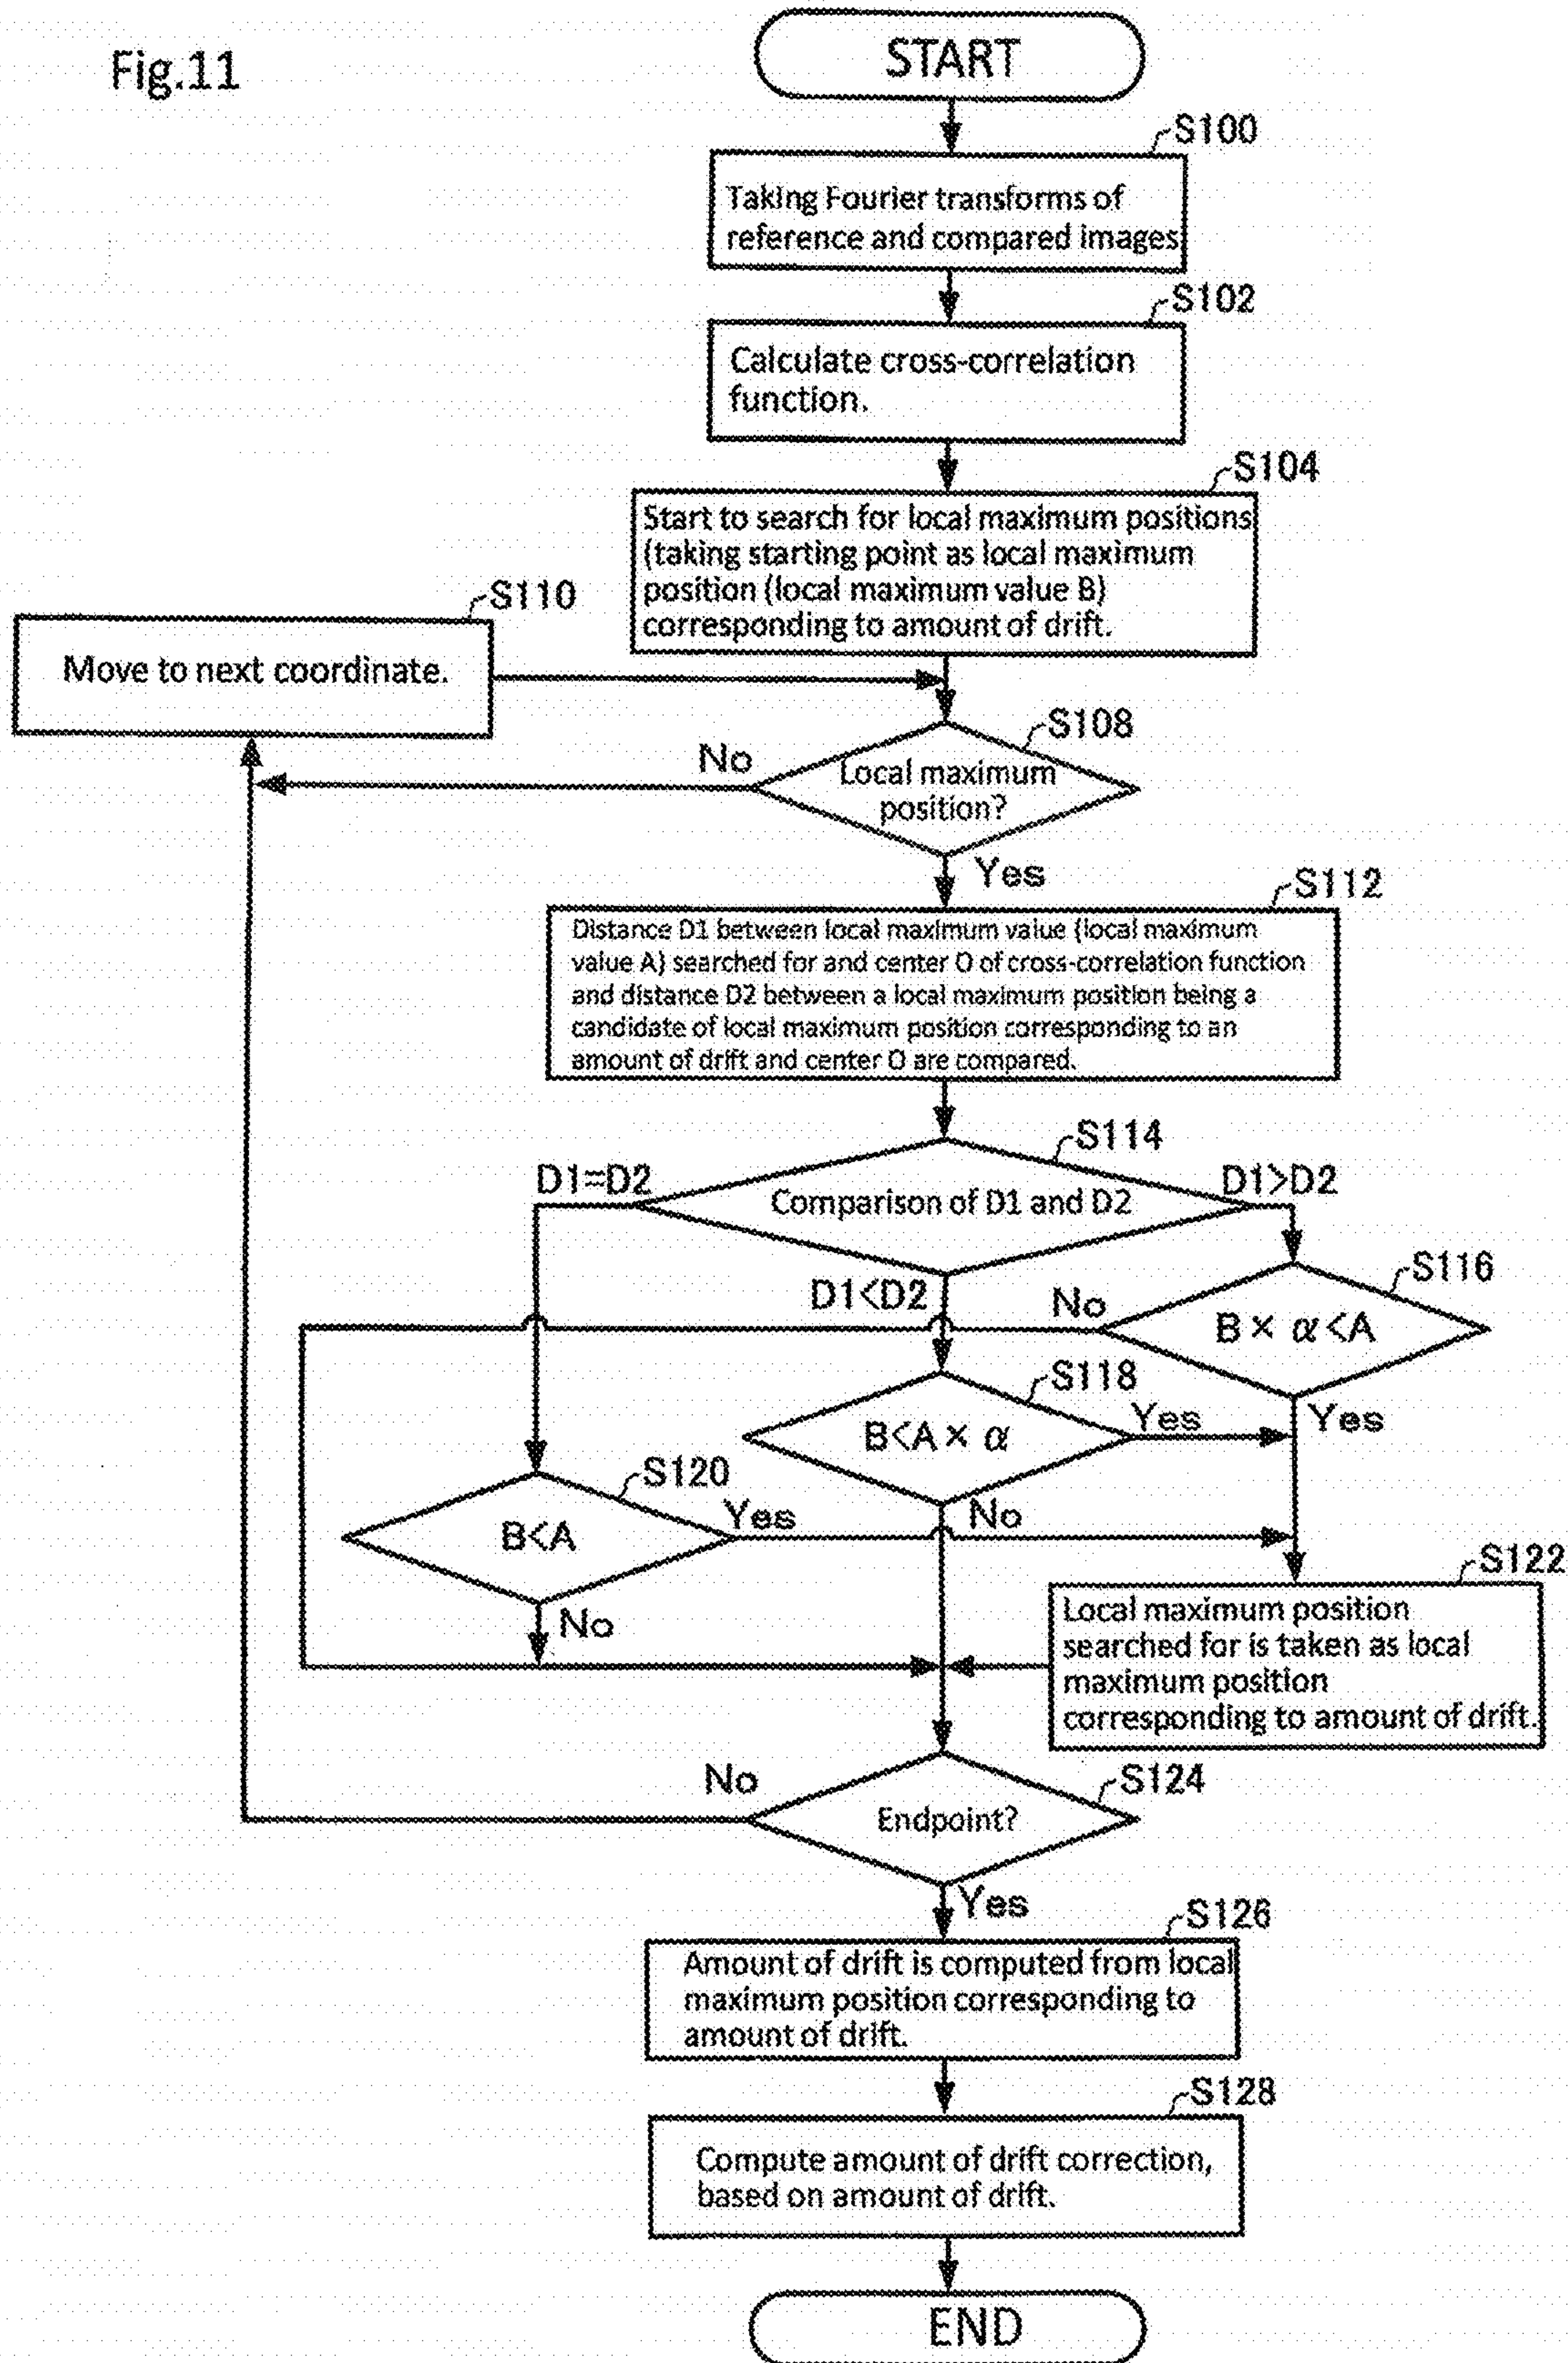 Fig.11
START
S100
Taking Fourier transforms of
reference and compared images
S102
Calculate cross-correlation
function.
S104
Start to search for local maximum positions
(taking starting point as local maximum
position (local maximum value B)
corresponding to amount of drift.
S110
Move to next coordinate.
S108
No
Local maximum
position?
Yes
S112
Distance D1 between local maximum value (local maximum
value A) searched for and center O of cross-correlation function
and distance D2 between a local maximum position being a
candidate of local maximum position corresponding to an
amount of drift and center O are compared.
S114
D1=D2
Comparison of D1 and D2
D1>D2
D1<D2
S116
No
B × α<A
Yes
S118
B<A × α
Yes
No
S120
B<A
Yes
No
S122
Local maximum position
searched for is taken as local
maximum position
corresponding to amount of drift.
S124
No
Endpoint?
Yes
S126
Amount of drift is computed from local
maximum position corresponding to
amount of drift.
S128
Compute amount of drift correction,
based on amount of drift.
END